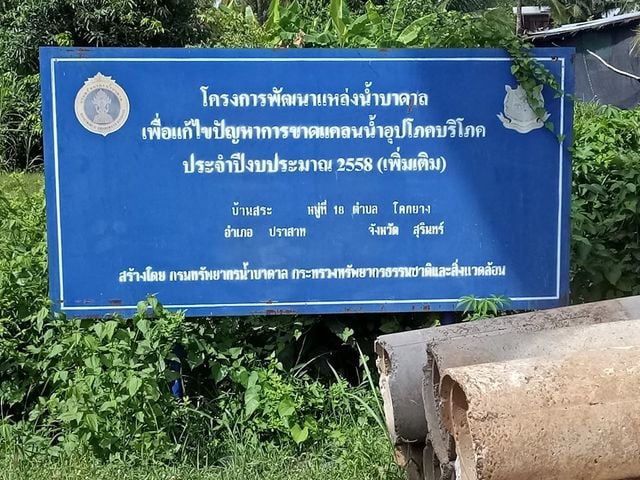 โครงการพัฒนาแหล่งน้ำบาดาล
เพื่อแก้ไขปัญหาการขาดแคลนน้ำอุปโภคบริโภค
ประจำปีงบประมาณ 2558 (เพิ่มเติม)
บ้านสระ หมู่ที่ 18 ตำบล โคกยาง
อำเภอ ปราสาท จังหวัด สุรินทร์
สร้างโดย กรมทรัพยากรน้ำบาดาล กระทรวงทรัพยากรธรรมชาติและสิ่งแวดล้อม